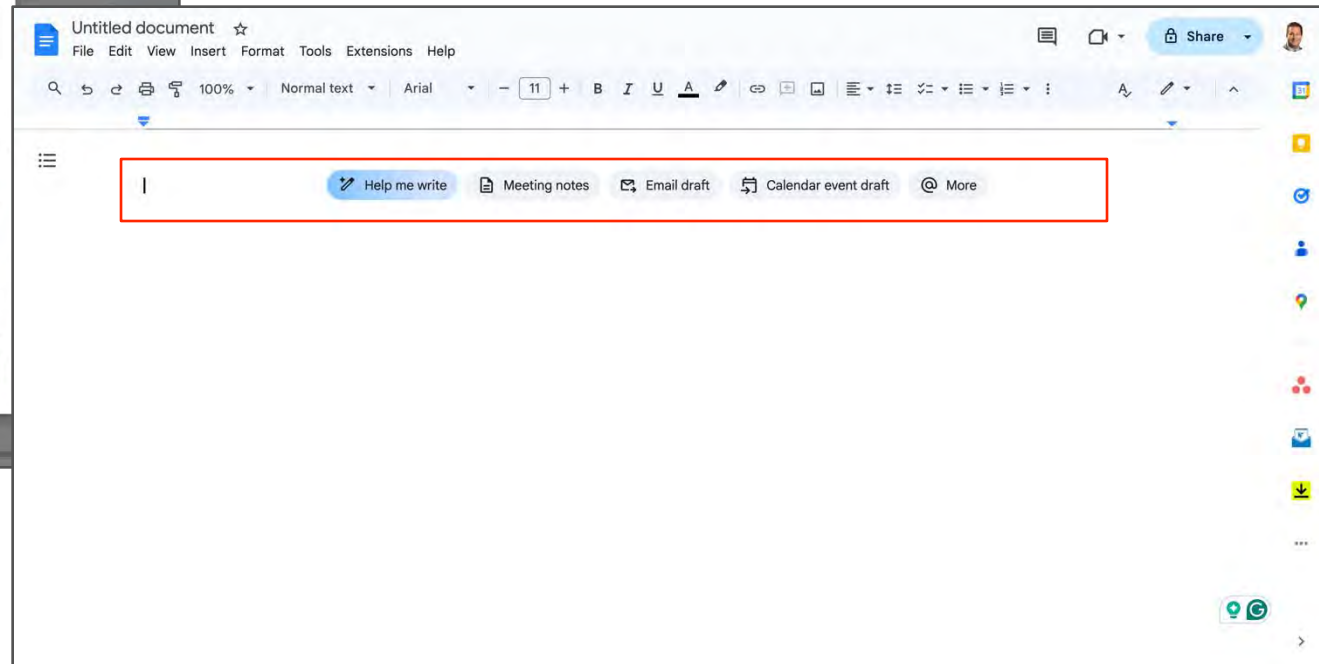 Untitled document
Share
File Edit View Insert Format Tools Extensions Help
100% Normal text Arial − 11 + B I U A
31
Help me write Meeting notes Email draft Calendar event draft @ More
G